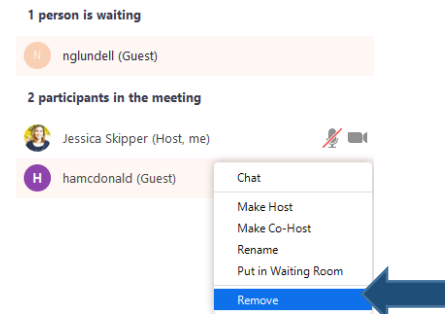 1 person is waiting
N
nglundell (Guest)
2 participants in the meeting
Jessica Skipper (Host, me)
H
hamcdonald (Guest)
Chat
Make Host
Make Co-Host
Rename
Put in Waiting Room
Remove